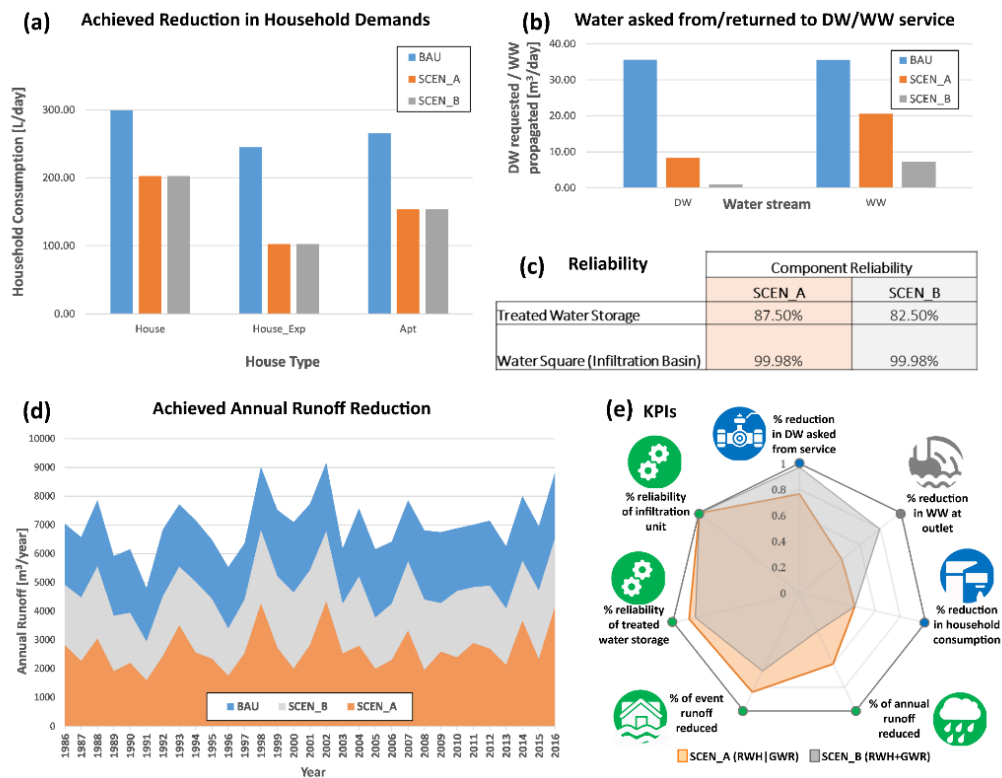 (a)
Achieved Reduction in Household Demands
BAU
SCEN_A
SCEN_B
Household Consumption [L/day]
300.00
200.00
100.00
0.00
House
House_Exp
Apt
House Type
(b)
Water asked from/returned to DW/WW service
BAU
SCEN_A
SCEN_B
DW requested / WW
propagated [m³/day]
40.00
30.00
20.00
10.00
0.00
DW
Water stream
WW
(c)
Reliability
Component Reliability
SCEN_A
SCEN_B
Treated Water Storage
87.50%
82.50%
Water Square (Infiltration Basin)
99.98%
99.98%
(d)
Achieved Annual Runoff Reduction
Annual Runoff [m³/year]
10000
9000
8000
7000
6000
5000
4000
3000
2000
1000
0
BAU
SCEN_B
SCEN_A
1986
1987
1988
1989
1990
1991
1992
1993
1994
1995
1996
1997
1998
1999
2000
2001
2002
2003
2004
2005
2006
2007
2008
2009
2010
2011
2012
2013
2014
2015
2016
Year
(e)
KPIs
% reduction
in DW asked
from service
% reduction
in WW at
outlet
% reduction
in household
consumption
% of annual
runoff
reduced
% of event
runoff
reduced
% reliability
of treated
water storage
% reliability
of infiltration
unit
1
0.8
0.6
0.4
0.2
0
SCEN_A (RWH|GWR)
SCEN_B (RWH+GWR)